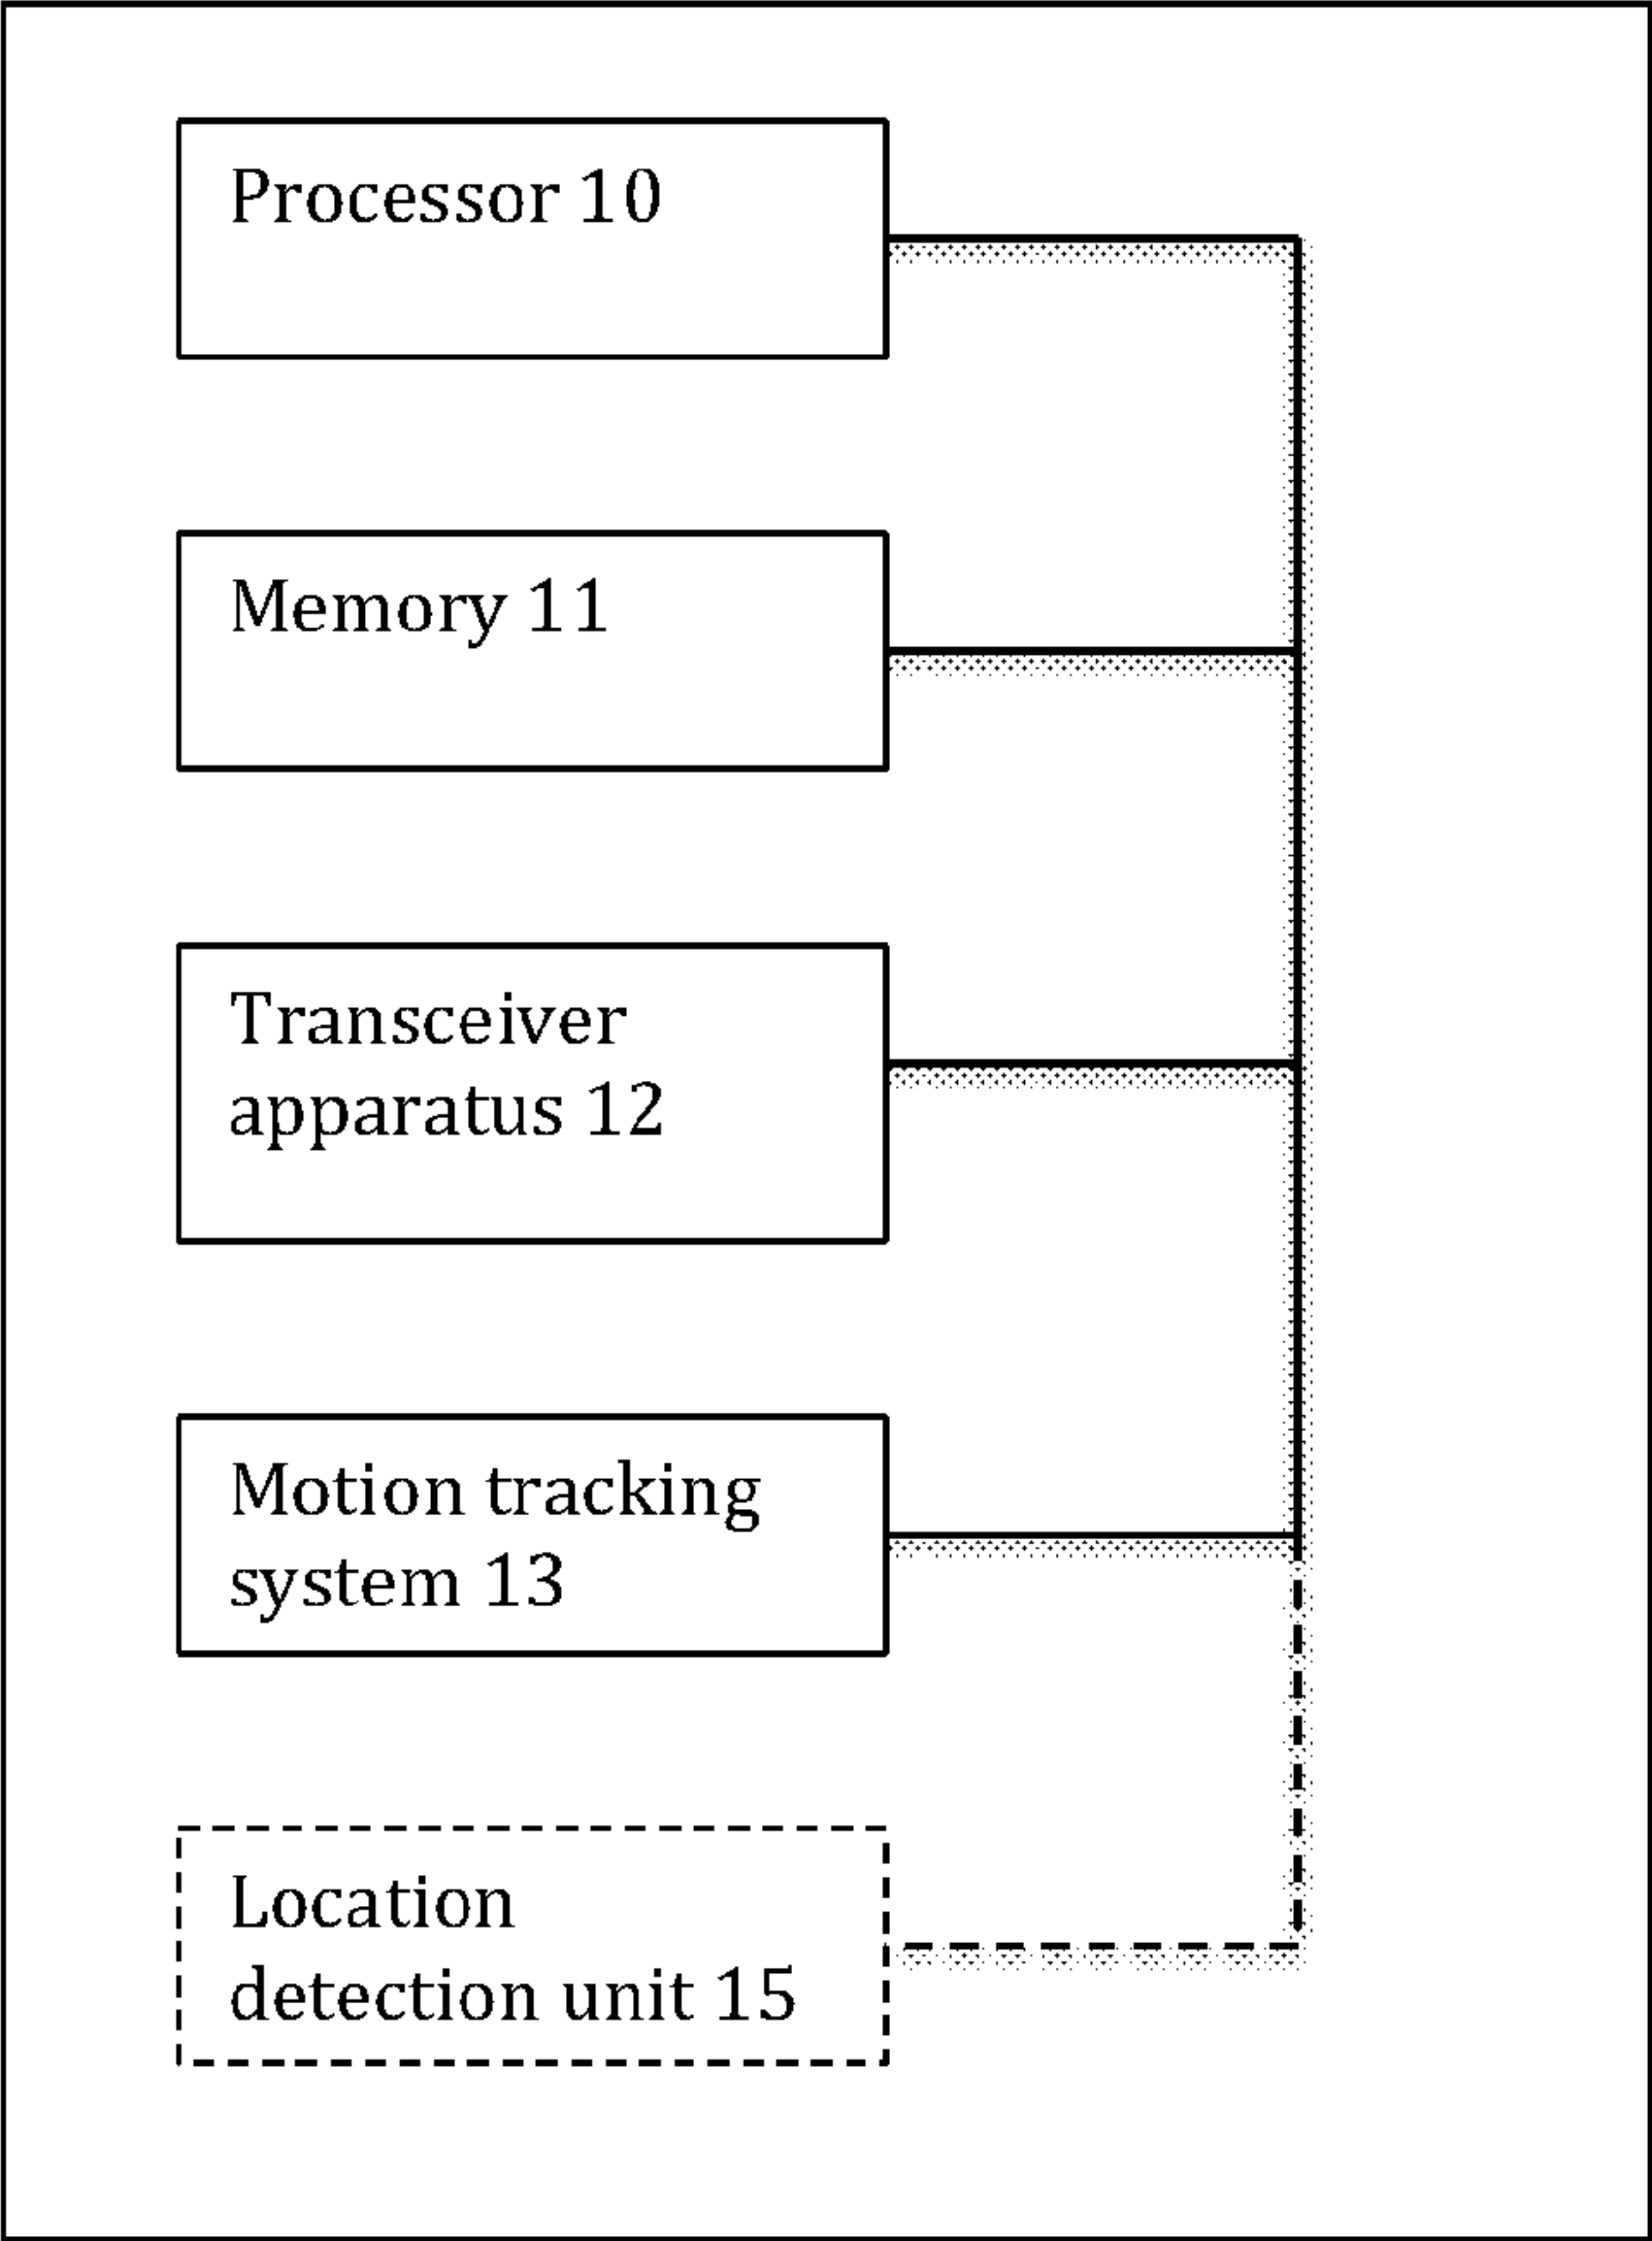 Processor 10
Memory 11
Transceiver
apparatus 12
Motion tracking
system 13
Location
detection unit 15